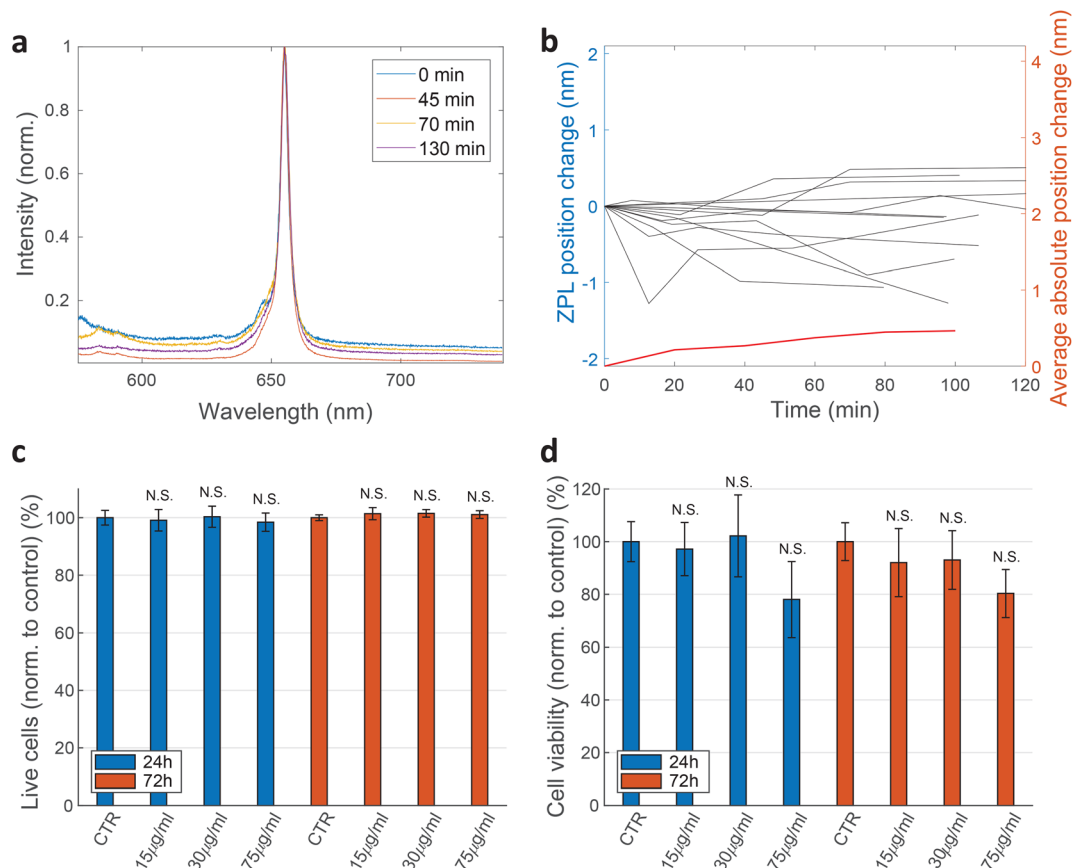 a
Intensity (norm.)
1
0.8
0.6
0.4
0.2
600
650
700
Wavelength (nm)
0 min
45 min
70 min
130 min
b
ZPL position change (nm)
2
1
0
-1
-2
Average absolute position change (nm)
4
3
2
1
0
0
20
40
60
80
100
120
Time (min)
c
Live cells (norm. to control) (%)
100
80
60
40
20
0
N.S.
N.S.
N.S.
N.S.
N.S.
N.S.
24h
72h
CTR
15μg/ml
30μg/ml
75μg/ml
CTR
15μg/ml
30μg/ml
75μg/ml
d
Cell viability (norm. to control) (%)
120
100
80
60
40
20
0
N.S.
N.S.
N.S.
N.S.
N.S.
N.S.
24h
72h
CTR
15μg/ml
30μg/ml
75μg/ml
CTR
15μg/ml
30μg/ml
75μg/ml